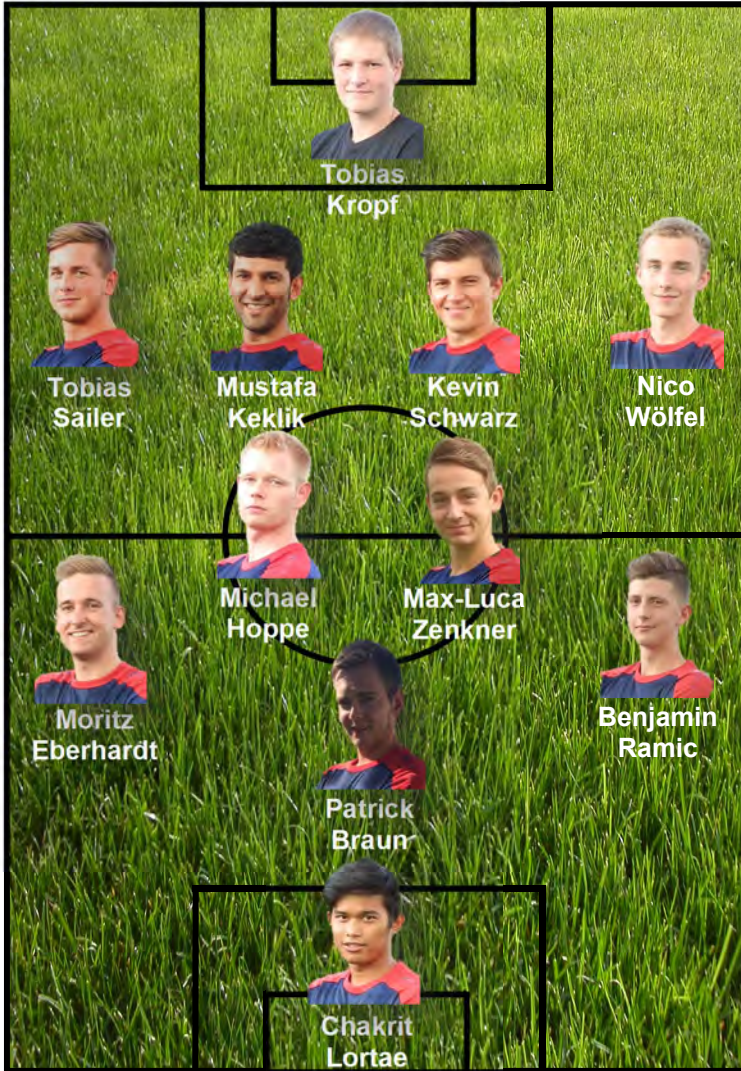 Tobias
Kropf
Tobias
Sailer
Mustafa
Keklik
Kevin
Schwarz
Nico
Wölfel
Michael
Hoppe
Max-Luca
Zenkner
Moritz
Eberhardt
Benjamin
Ramic
Patrick
Braun
Chakrit
Lortae